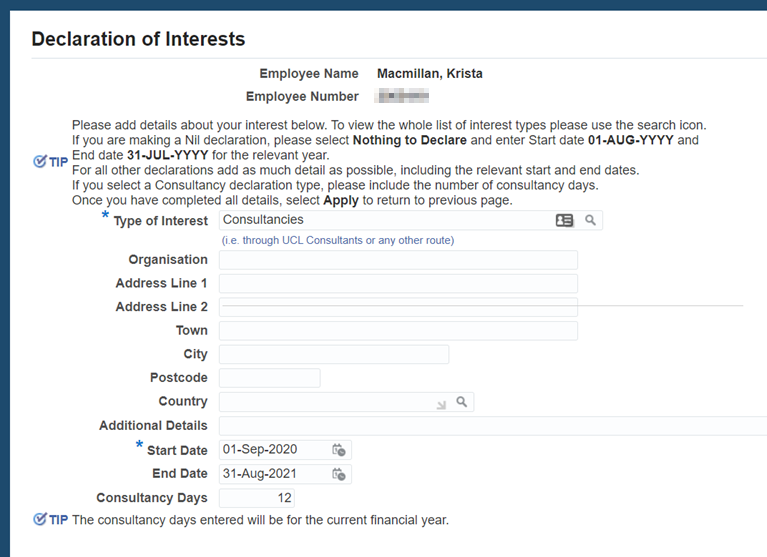 Declaration of Interests
Employee Name Macmillan, Krista
Employee Number
Please add details about your interest below. To view the whole list of interest types please use the search icon.
If you are making a Nil declaration, please select Nothing to Declare and enter Start date 01-AUG-YYYY and
TIP End date 31-JUL-YYYY for the relevant year.
For all other declarations add as much detail as possible, including the relevant start and end dates.
If you select a Consultancy declaration type, please include the number of consultancy days.
Once you have completed all details, select Apply to return to previous page.
* Type of Interest Consultancies
(i.e. through UCL Consultants or any other route)
Organisation
Address Line 1
Address Line 2
Town
City
Postcode
Country
Additional Details
* Start Date 01-Sep-2020
End Date 31-Aug-2021
Consultancy Days 12
TIP The consultancy days entered will be for the current financial year.